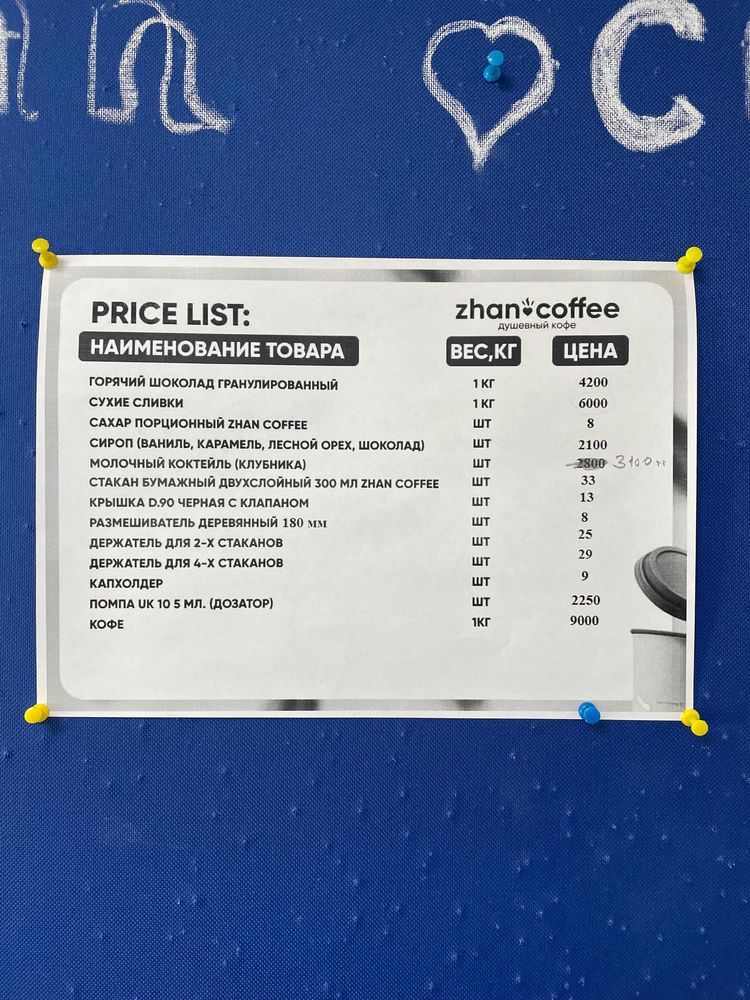 PRICE LIST:
zhan coffee
душевный кофе
НАИМЕНОВАНИЕ ТОВАРА ВЕС,КГ ЦЕНА
ГОРЯЧИЙ ШОКОЛАД ГРАНУЛИРОВАННЫЙ 1 КГ 4200
СУХИЕ СЛИВКИ 1 КГ 6000
САХАР ПОРЦИОННЫЙ ZHAN COFFEE ШТ 8
СИРОП (ВАНИЛЬ, КАРАМЕЛЬ, ЛЕСНОЙ ОРЕХ, ШОКОЛАД) ШТ 2100
МОЛОЧНЫЙ КОКТЕЙЛЬ (КЛУБНИКА) ШТ 2800 3100
СТАКАН БУМАЖНЫЙ ДВУХСЛОЙНЫЙ 300 МЛ ZHAN COFFEE ШТ 33
КРЫШКА D.90 ЧЕРНАЯ С КЛАПАНОМ ШТ 13
РАЗМЕШИВАТЕЛЬ ДЕРЕВЯННЫЙ 180 мм ШТ 8
ДЕРЖАТЕЛЬ ДЛЯ 2-Х СТАКАНОВ ШТ 25
ДЕРЖАТЕЛЬ ДЛЯ 4-Х СТАКАНОВ ШТ 29
КАПХОЛДЕР ШТ 9
ПОМПА UK 10 5 МЛ. (ДОЗАТОР) ШТ 2250
КОФЕ 1КГ 9000